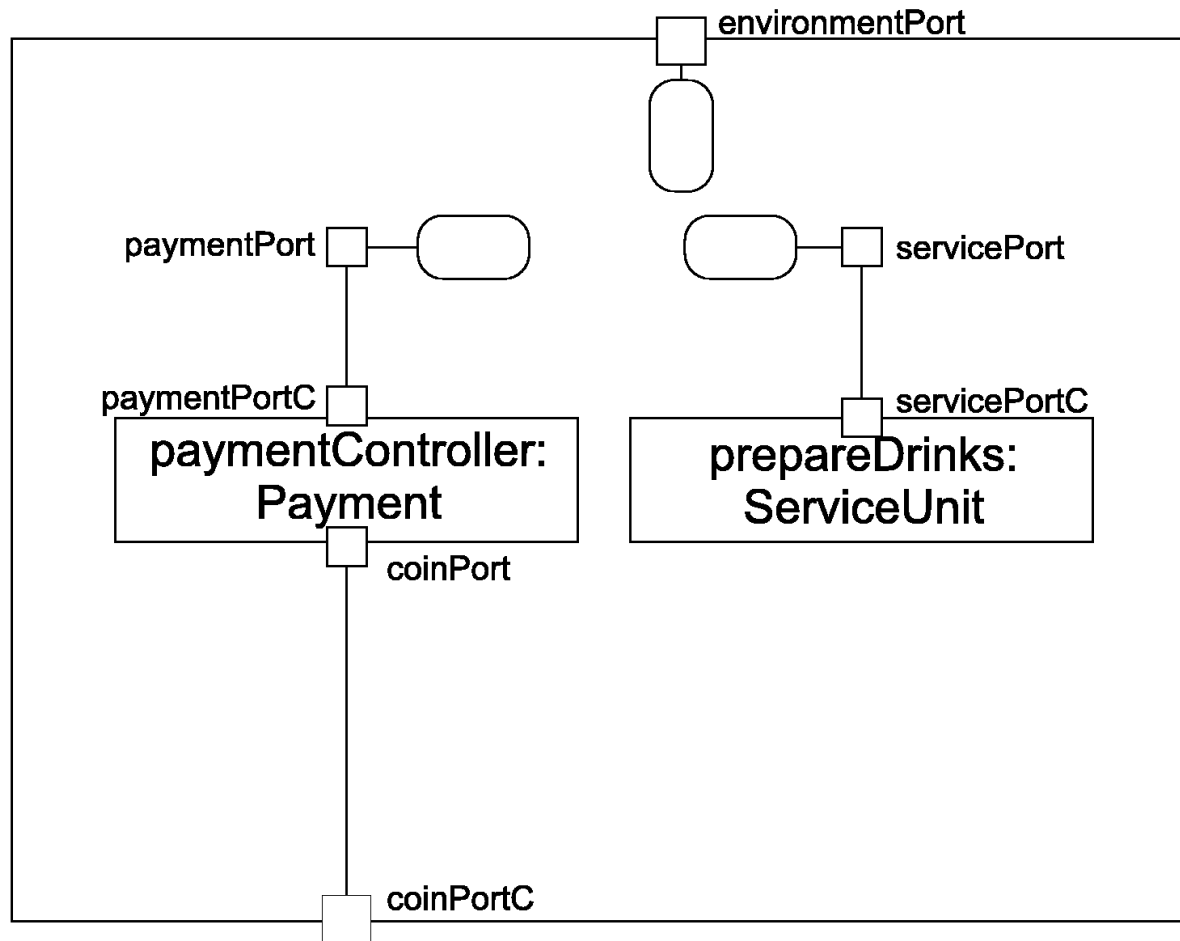 environmentPort
paymentPort
servicePort
paymentPortC
servicePortC
paymentController:
Payment
prepareDrinks:
ServiceUnit
coinPort
coinPortC